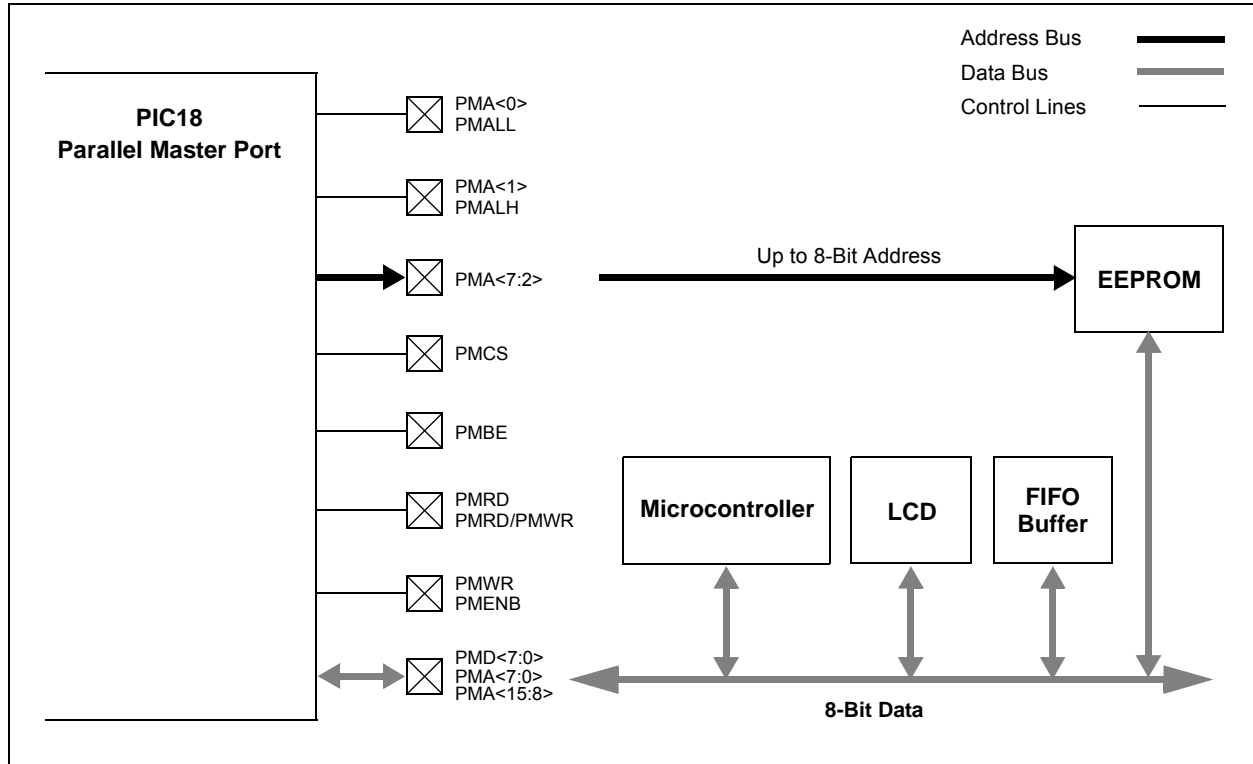 Address Bus
Data Bus
Control Lines
PIC18
Parallel Master Port
PMA<0>
PMALL
PMA<1>
PMALH
PMA<7:2>
Up to 8-Bit Address
EEPROM
PMCS
PMBE
PMRD
PMRD/PMWR
Microcontroller
LCD
FIFO
Buffer
PMWR
PMENB
PMD<7:0>
PMA<7:0>
PMA<15:8>
8-Bit Data